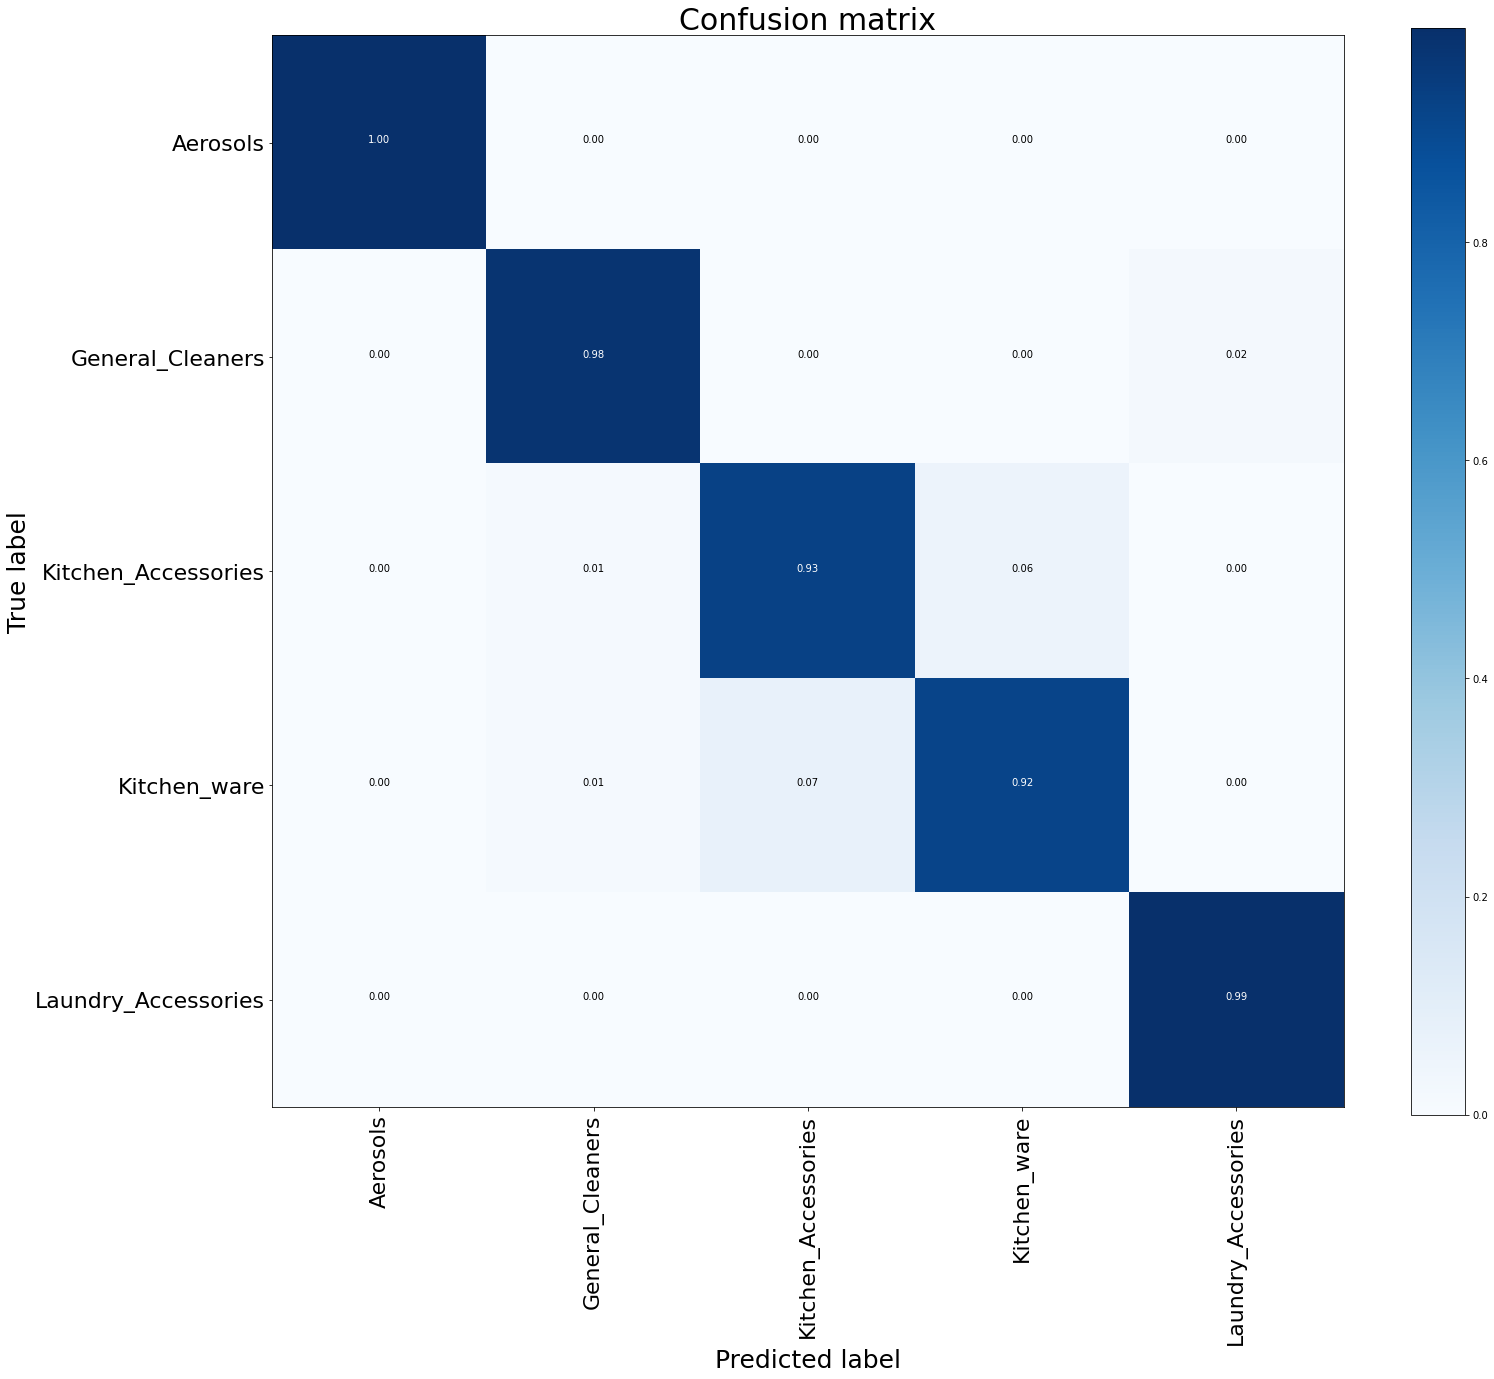 Confusion matrix
Aerosols
1.00 0.00 0.00 0.00 0.00
General_Cleaners
0.00 0.98 0.00 0.00 0.02
Kitchen_Accessories
0.00 0.01 0.93 0.06 0.00
Kitchen_ware
0.00 0.01 0.07 0.92 0.00
Laundry_Accessories
0.00 0.00 0.00 0.00 0.99
True label
Aerosols
General_Cleaners
Kitchen_Accessories
Kitchen_ware
Laundry_Accessories
Predicted label
0.8
0.6
0.4
0.2
0.0